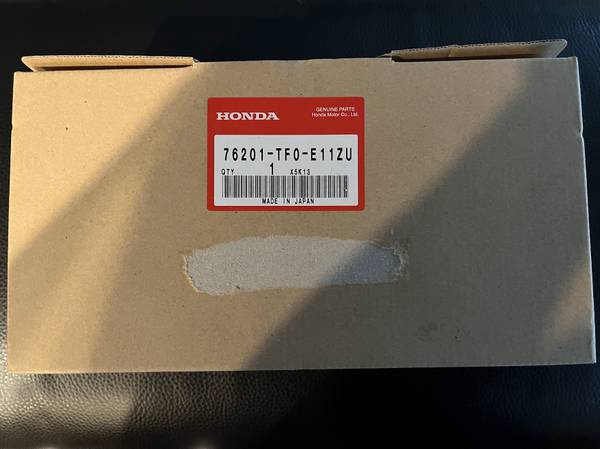 HONDA
GENUINE PARTS
Honda Motor Co., Ltd.
76201-TF0-E11ZU
QTY 1 X5K13
MADE IN JAPAN